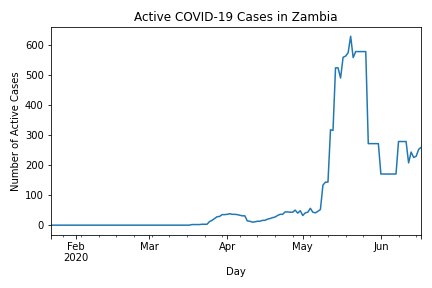 Active COVID-19 Cases in Zambia
Number of Active Cases
600
500
400
300
200
100
0
Feb
2020
Mar
Apr
May
Jun
Day